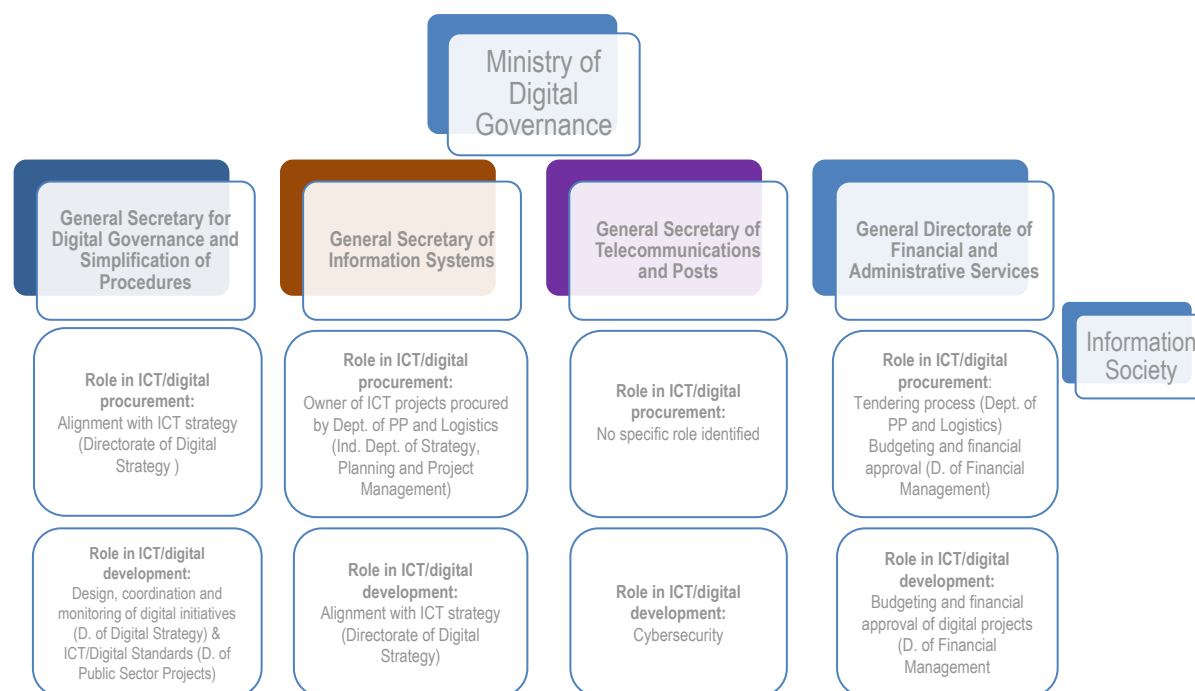 Ministry of
Digital
Governance
General Secretary for
Digital Governance and
Simplification of
Procedures
General Secretary of
Information Systems
General Secretary of
Telecommunications
and Posts
General Directorate of
Financial and
Administrative Services
Information
Society
Role in ICT/digital
procurement:
Alignment with ICT strategy
(Directorate of Digital
Strategy )
Role in ICT/digital
procurement:
Owner of ICT projects procured
by Dept. of PP and Logistics
(Ind. Dept. of Strategy,
Planning and Project
Management)
Role in ICT/digital
procurement:
No specific role identified
Role in ICT/digital
procurement:
Tendering process (Dept. of
PP and Logistics)
Budgeting and financial
approval (D. of Financial
Management)
Role in ICT/digital
development:
Design, coordination and
monitoring of digital initiatives
(D. of Digital Strategy) &
ICT/Digital Standards (D. of
Public Sector Projects)
Role in ICT/digital
development:
Alignment with ICT strategy
(Directorate of Digital
Strategy)
Role in ICT/digital
development:
Cybersecurity
Role in ICT/digital
development:
Budgeting and financial
approval of digital projects
(D. of Financial
Management